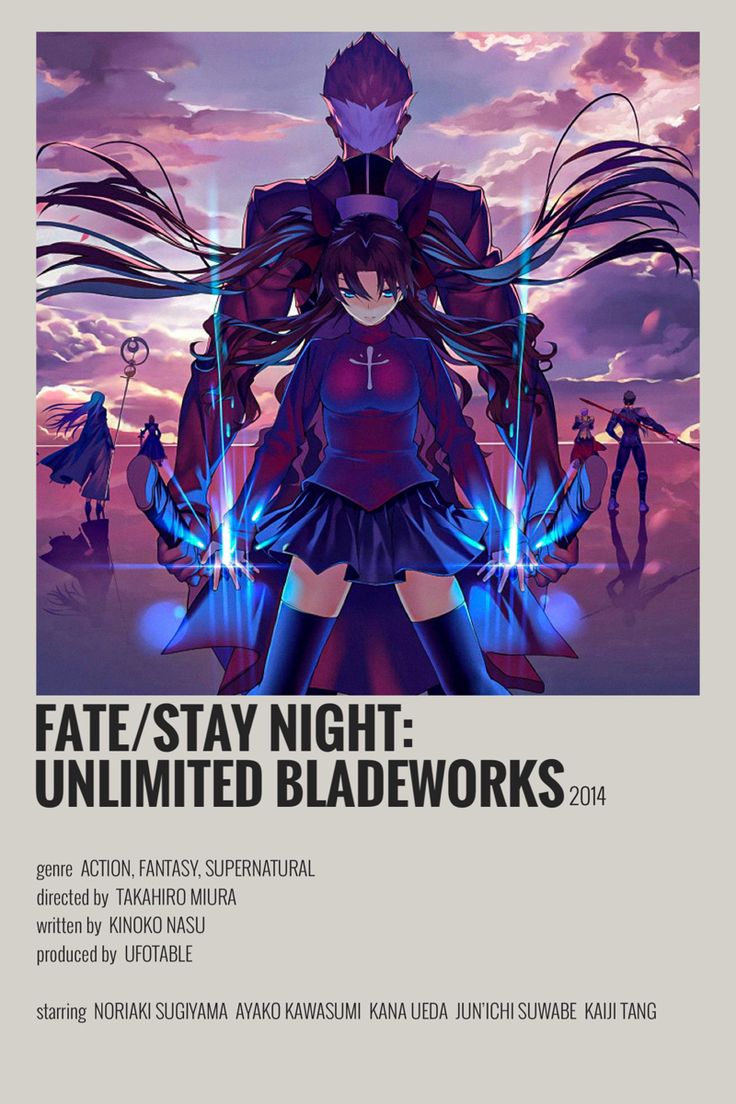 FATE/STAY NIGHT:
UNLIMITED BLADEWORKS 2014
genre ACTION, FANTASY, SUPERNATURAL
directed by TAKAHIRO MIURA
written by KINOKO NASU
produced by UFOTABLE
starring NORIAKI SUGIYAMA AYAKO KAWASUMI KANA UEDA JUN'ICHI SUWABE KAIJI TANG